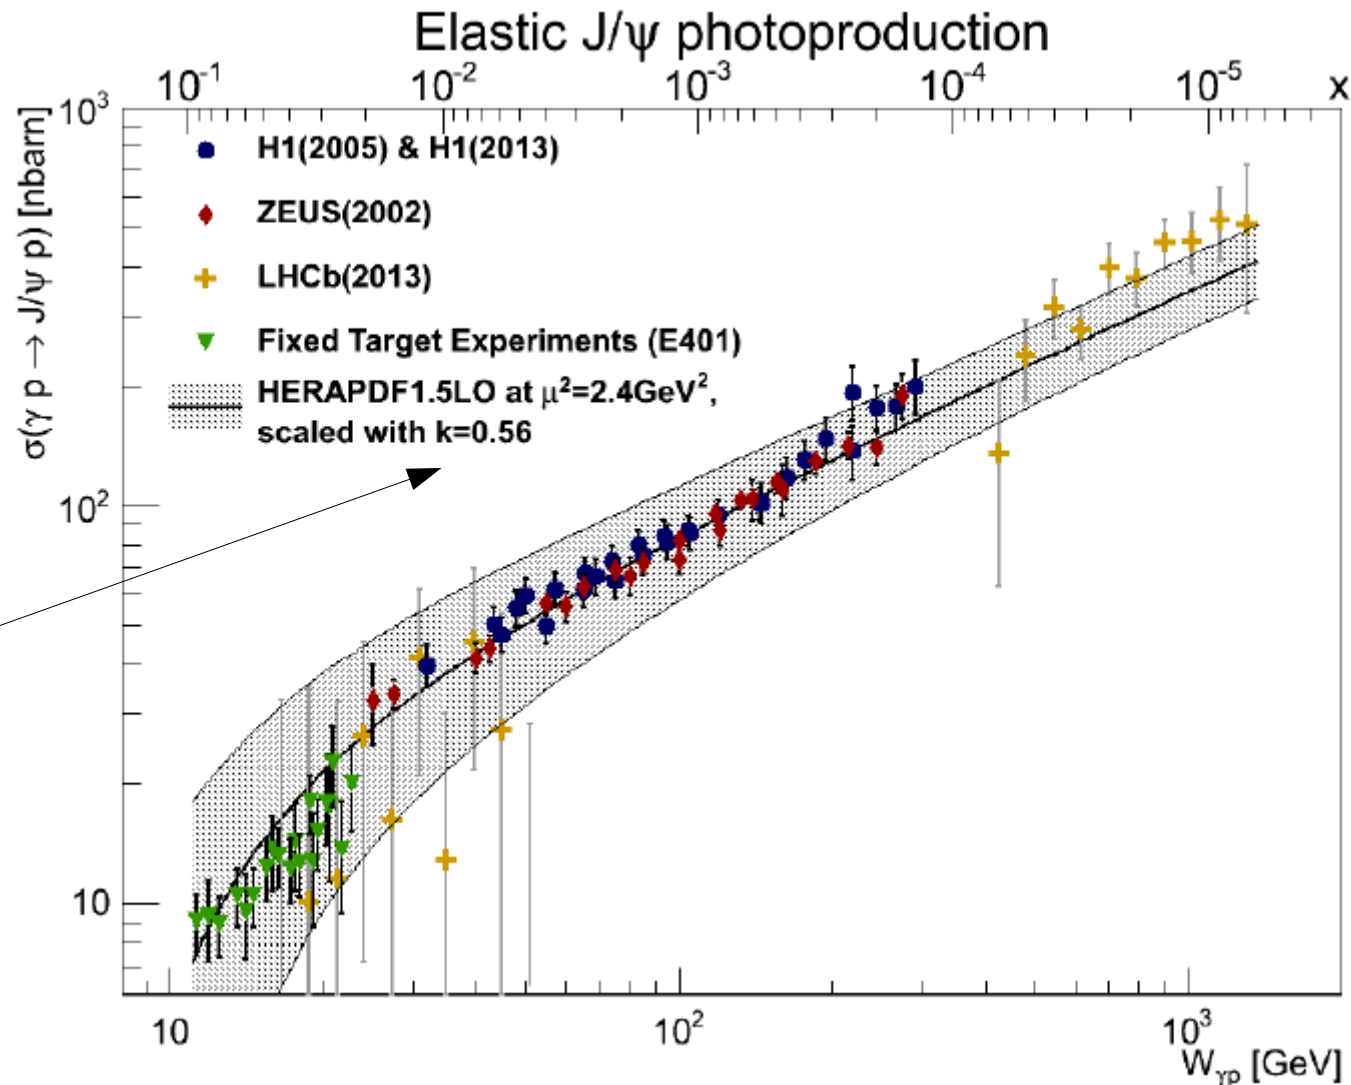 Elastic J/ψ photoproduction
10⁻¹ 10⁻² 10⁻³ 10⁻⁴ 10⁻⁵ x
σ(γ p → J/ψ p) [nbarn]
10³
H1(2005) & H1(2013)
ZEUS(2002)
LHCb(2013)
Fixed Target Experiments (E401)
HERAPDF1.5LO at μ²=2.4GeV²,
scaled with k=0.56
10²
10
10 10² 10³
W_γp [GeV]